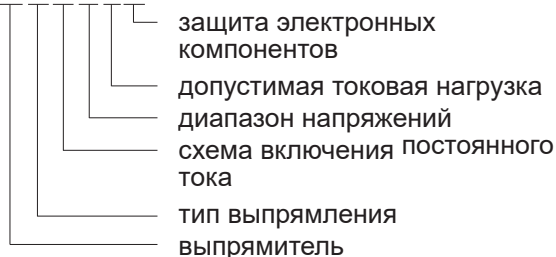 защита электронных
компонентов
допустимая токовая нагрузка
диапазон напряжений
схема включения постоянного
тока
тип выпрямления
выпрямитель